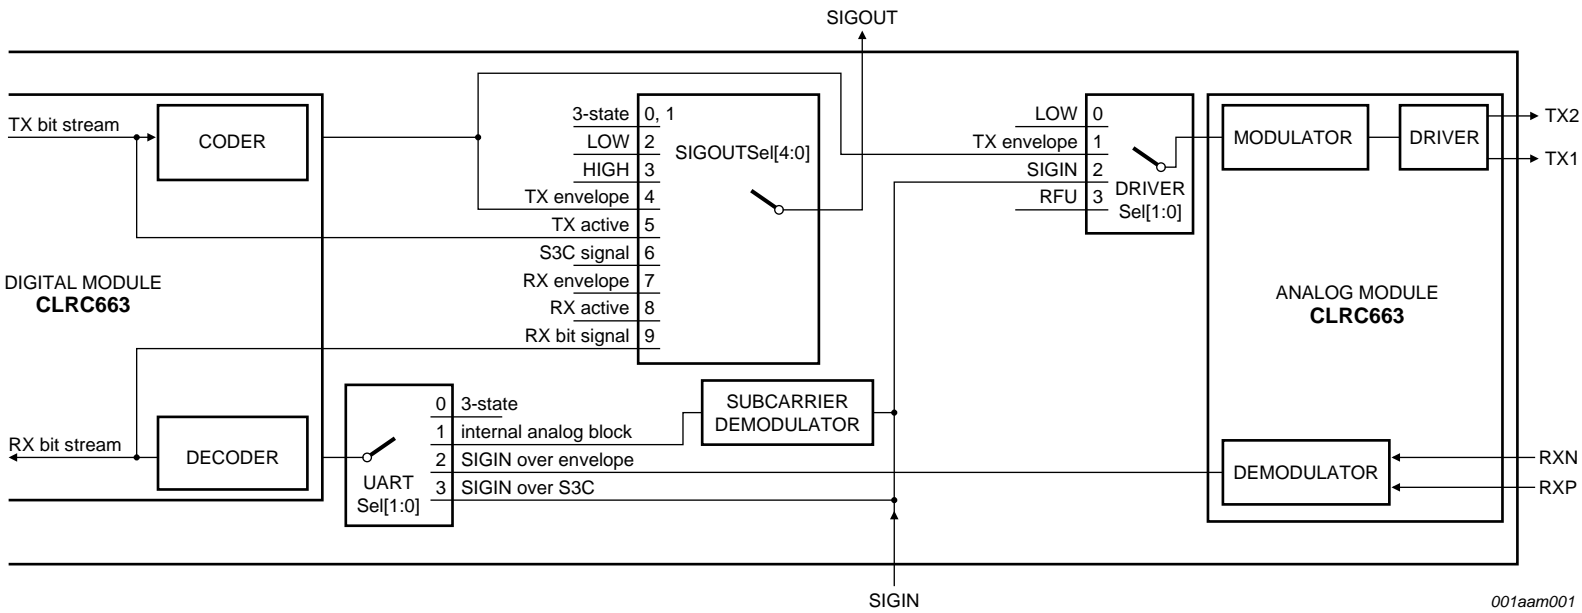 SIGOUT
TX bit stream
CODER
3-state 0, 1
LOW 2
HIGH 3
TX envelope 4
TX active 5
S3C signal 6
RX envelope 7
RX active 8
RX bit signal 9
SIGOUTSel[4:0]
LOW 0
TX envelope 1
SIGIN 2
RFU 3
DRIVER
Sel[1:0]
MODULATOR
DRIVER
TX2
TX1
DIGITAL MODULE
CLRC663
ANALOG MODULE
CLRC663
RX bit stream
DECODER
UART
Sel[1:0]
0 3-state
1 internal analog block
2 SIGIN over envelope
3 SIGIN over S3C
SUBCARRIER
DEMODULATOR
DEMODULATOR
RXN
RXP
SIGIN
001aam001